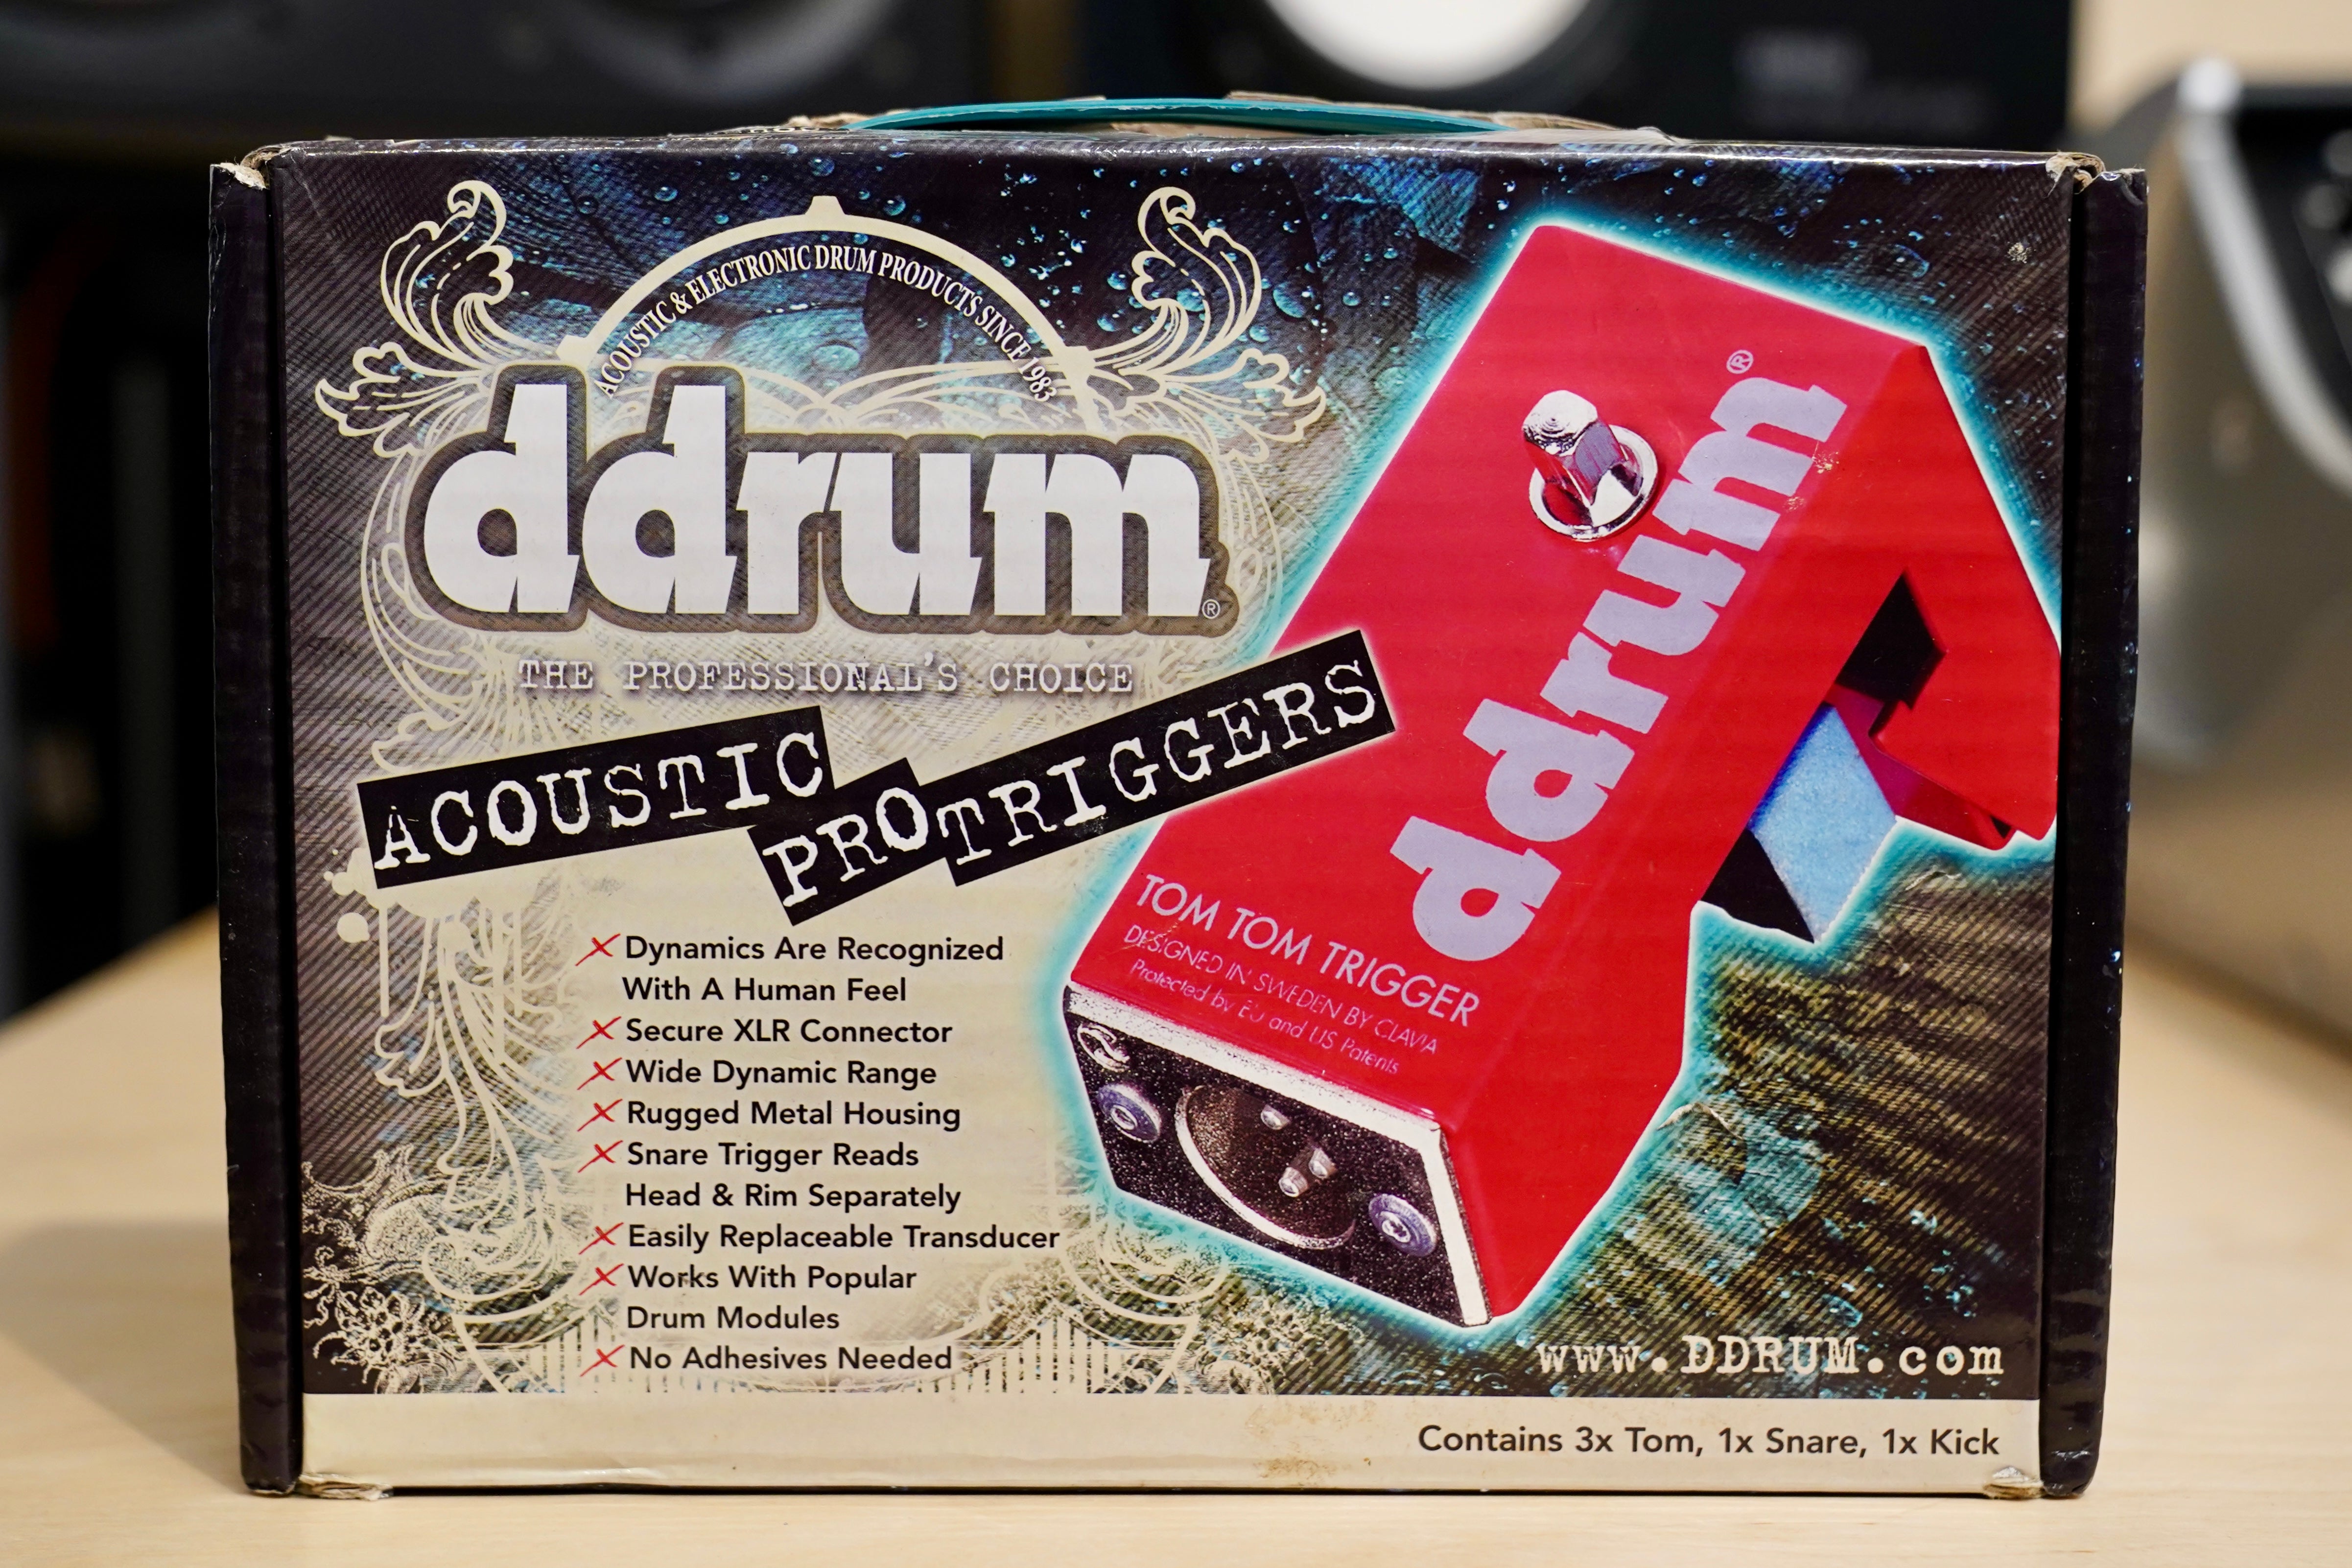 ACOUSTIC & ELECTRONIC DRUM PRODUCTS SINCE 1983
ddrum®
THE PROFESSIONAL'S CHOICE
ACOUSTIC
PROTRIGGERS
Dynamics Are Recognized
With A Human Feel
Secure XLR Connector
Wide Dynamic Range
Rugged Metal Housing
Snare Trigger Reads
Head & Rim Separately
Easily Replaceable Transducer
Works With Popular
Drum Modules
No Adhesives Needed
ddrum®
TOM TOM TRIGGER
DESIGNED IN SWEDEN BY CLAVIA
Protected by EU and US Patents
www.DDRUM.com
Contains 3x Tom, 1x Snare, 1x Kick